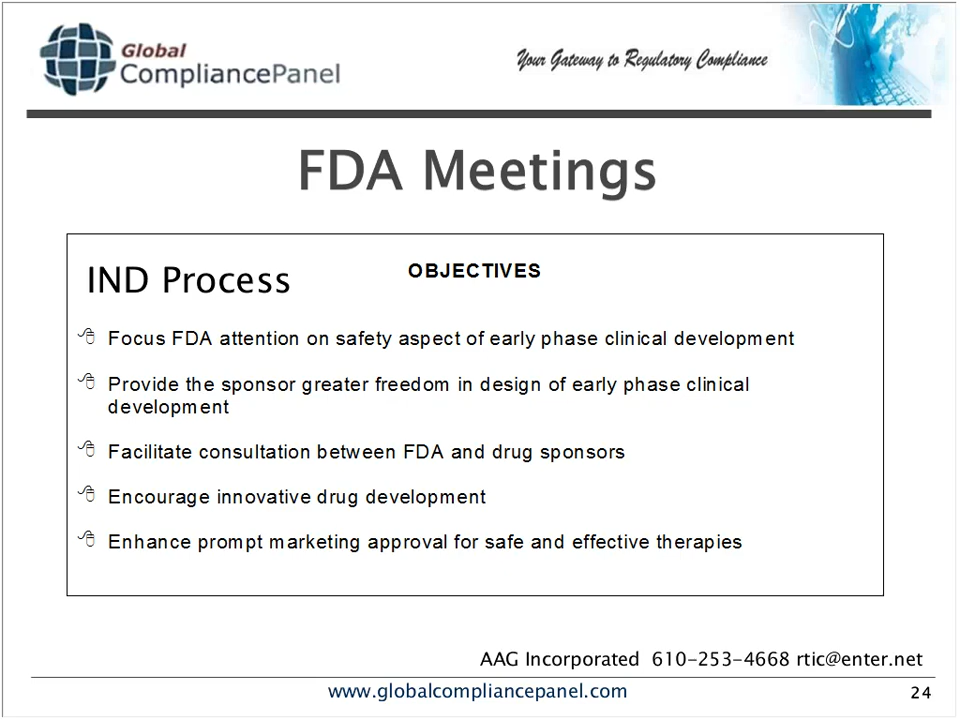 Global
CompliancePanel
Your Gateway to Regulatory Compliance
FDA Meetings
IND Process
OBJECTIVES
Focus FDA attention on safety aspect of early phase clinical development
Provide the sponsor greater freedom in design of early phase clinical
development
Facilitate consultation between FDA and drug sponsors
Encourage innovative drug development
Enhance prompt marketing approval for safe and effective therapies
AAG Incorporated 610-253-4668 rtic@enter.net
www.globalcompliancepanel.com
24